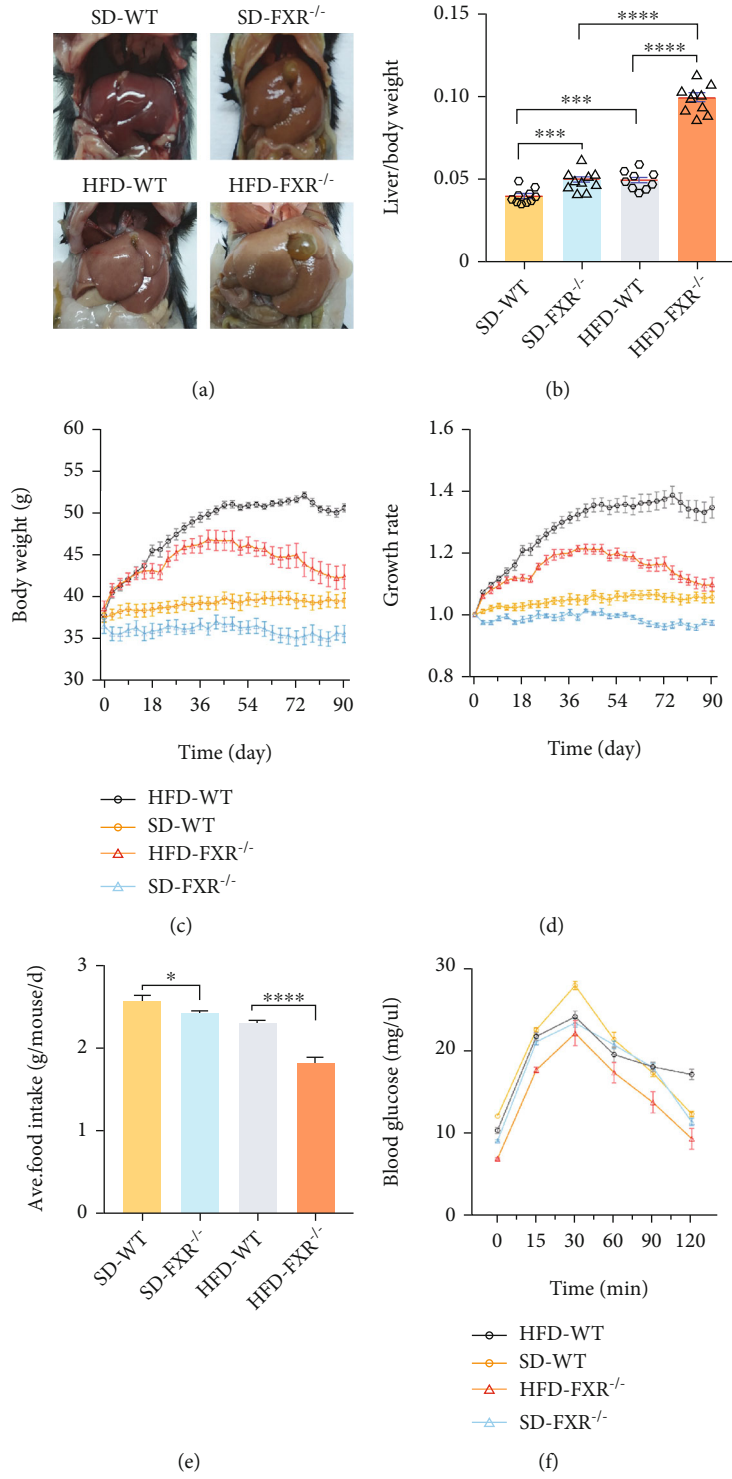 SD-WT SD-FXR⁻/⁻
HFD-WT HFD-FXR⁻/⁻
(a)
Liver/body weight
0.15
0.10
0.05
0
****
****
***
***
SD-WT
SD-FXR⁻/⁻
HFD-WT
HFD-FXR⁻/⁻
(b)
Body weight (g)
60
55
50
45
40
35
30
0 18 36 54 72 90
Time (day)
HFD-WT
SD-WT
HFD-FXR⁻/⁻
SD-FXR⁻/⁻
(c)
Growth rate
1.6
1.4
1.2
1.0
0.8
0 18 36 54 72 90
Time (day)
(d)
Ave.food intake (g/mouse/d)
3
2
1
0
*
****
SD-WT
SD-FXR⁻/⁻
HFD-WT
HFD-FXR⁻/⁻
(e)
Blood glucose (mg/ul)
30
20
10
0
0 15 30 60 90 120
Time (min)
HFD-WT
SD-WT
HFD-FXR⁻/⁻
SD-FXR⁻/⁻
(f)